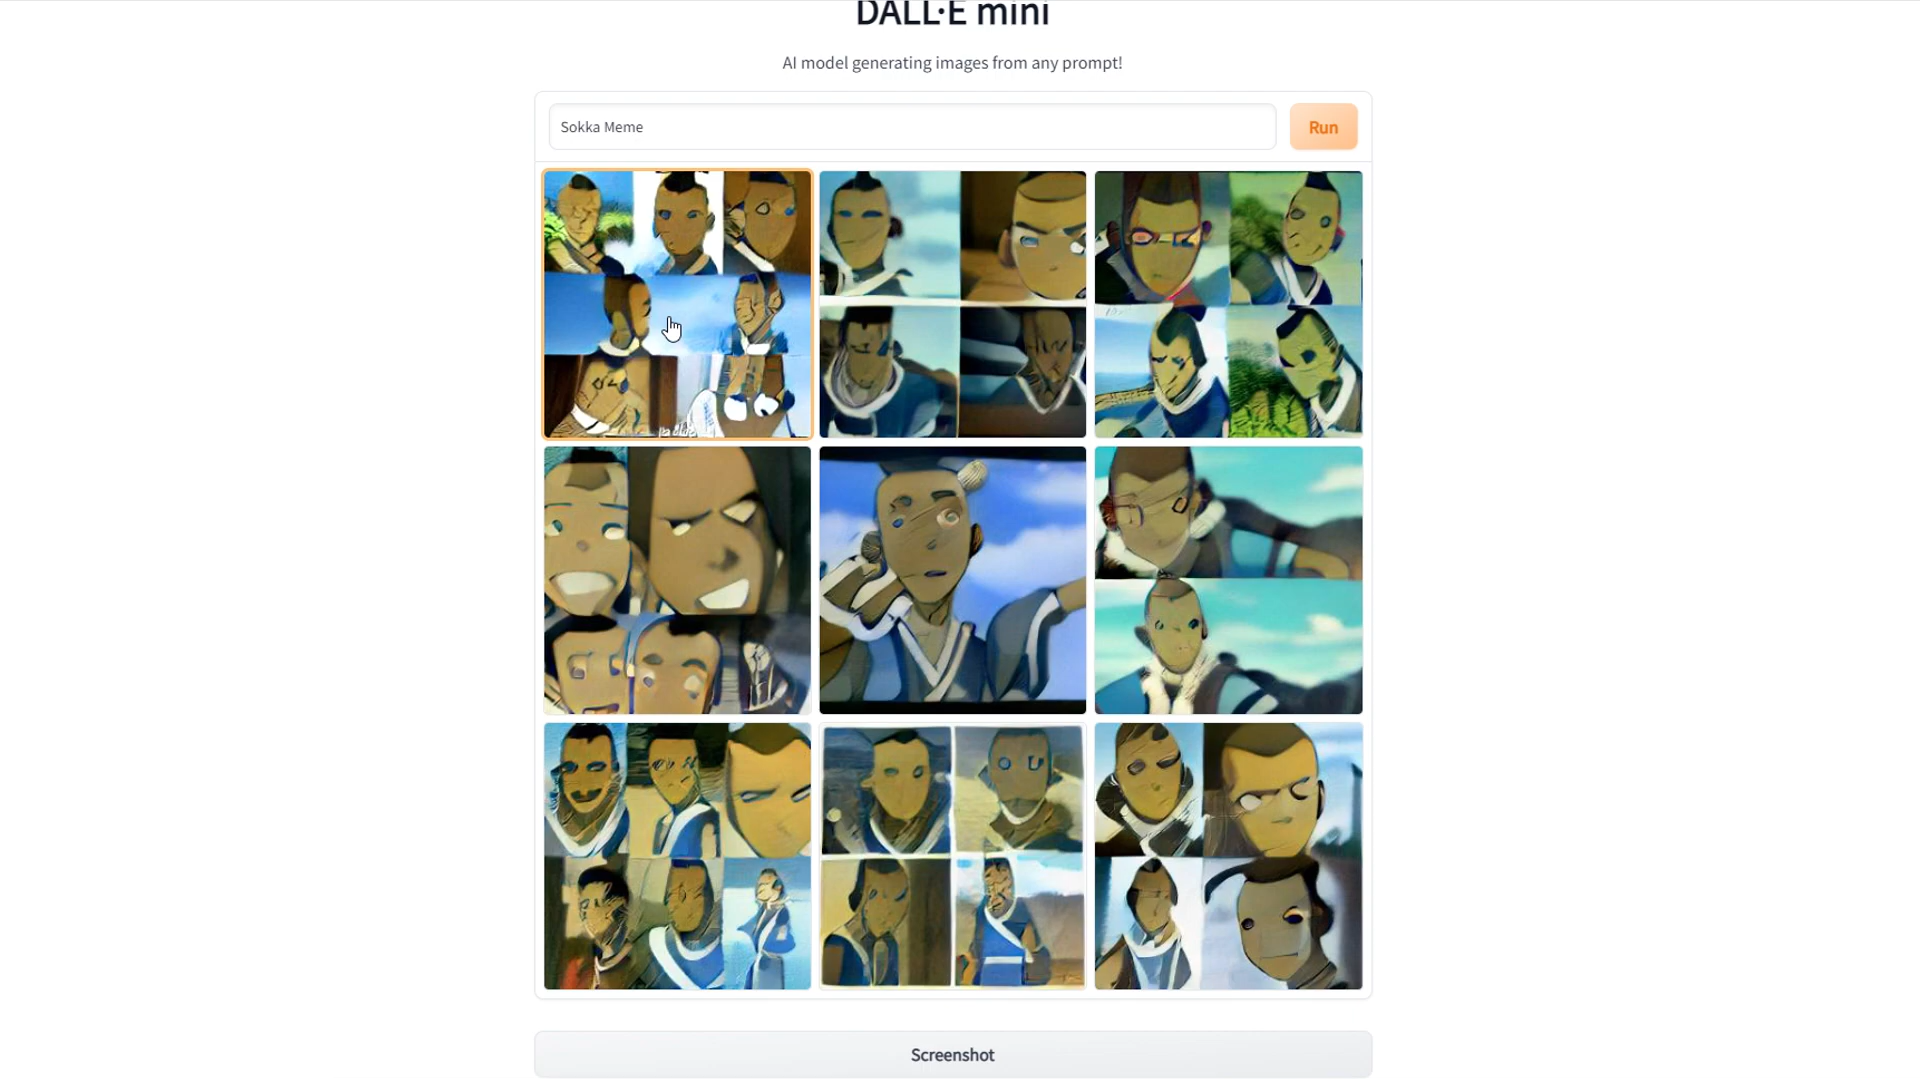 DALL·E mini
AI model generating images from any prompt!
Sokka Meme
Run
Screenshot